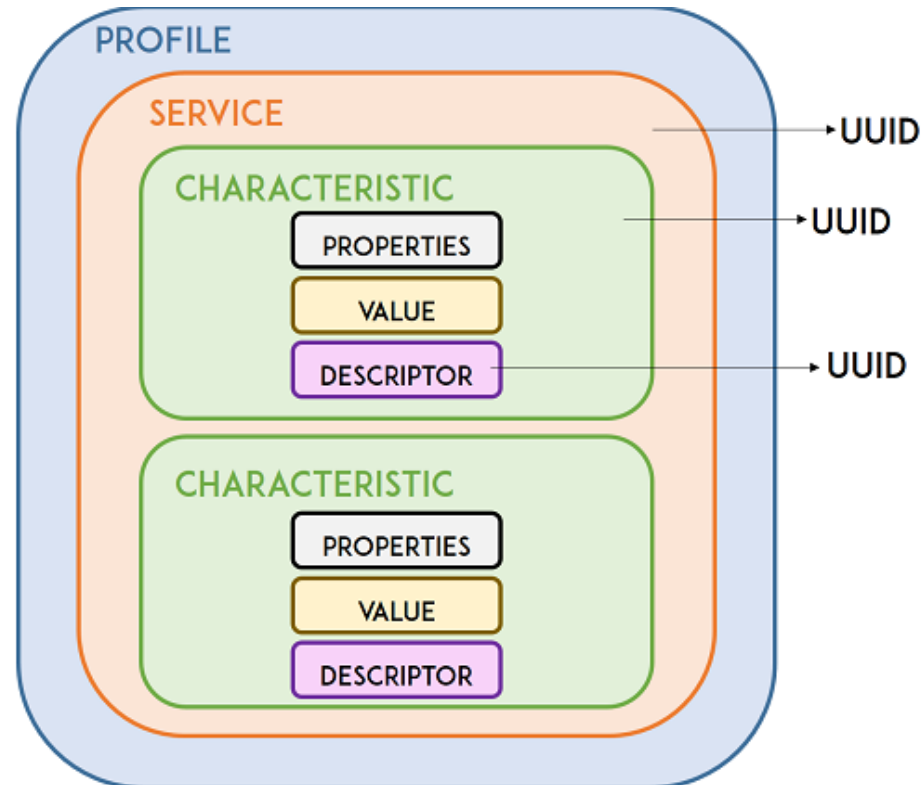 PROFILE
SERVICE
UUID
CHARACTERISTIC
UUID
PROPERTIES
VALUE
DESCRIPTOR
UUID
CHARACTERISTIC
PROPERTIES
VALUE
DESCRIPTOR